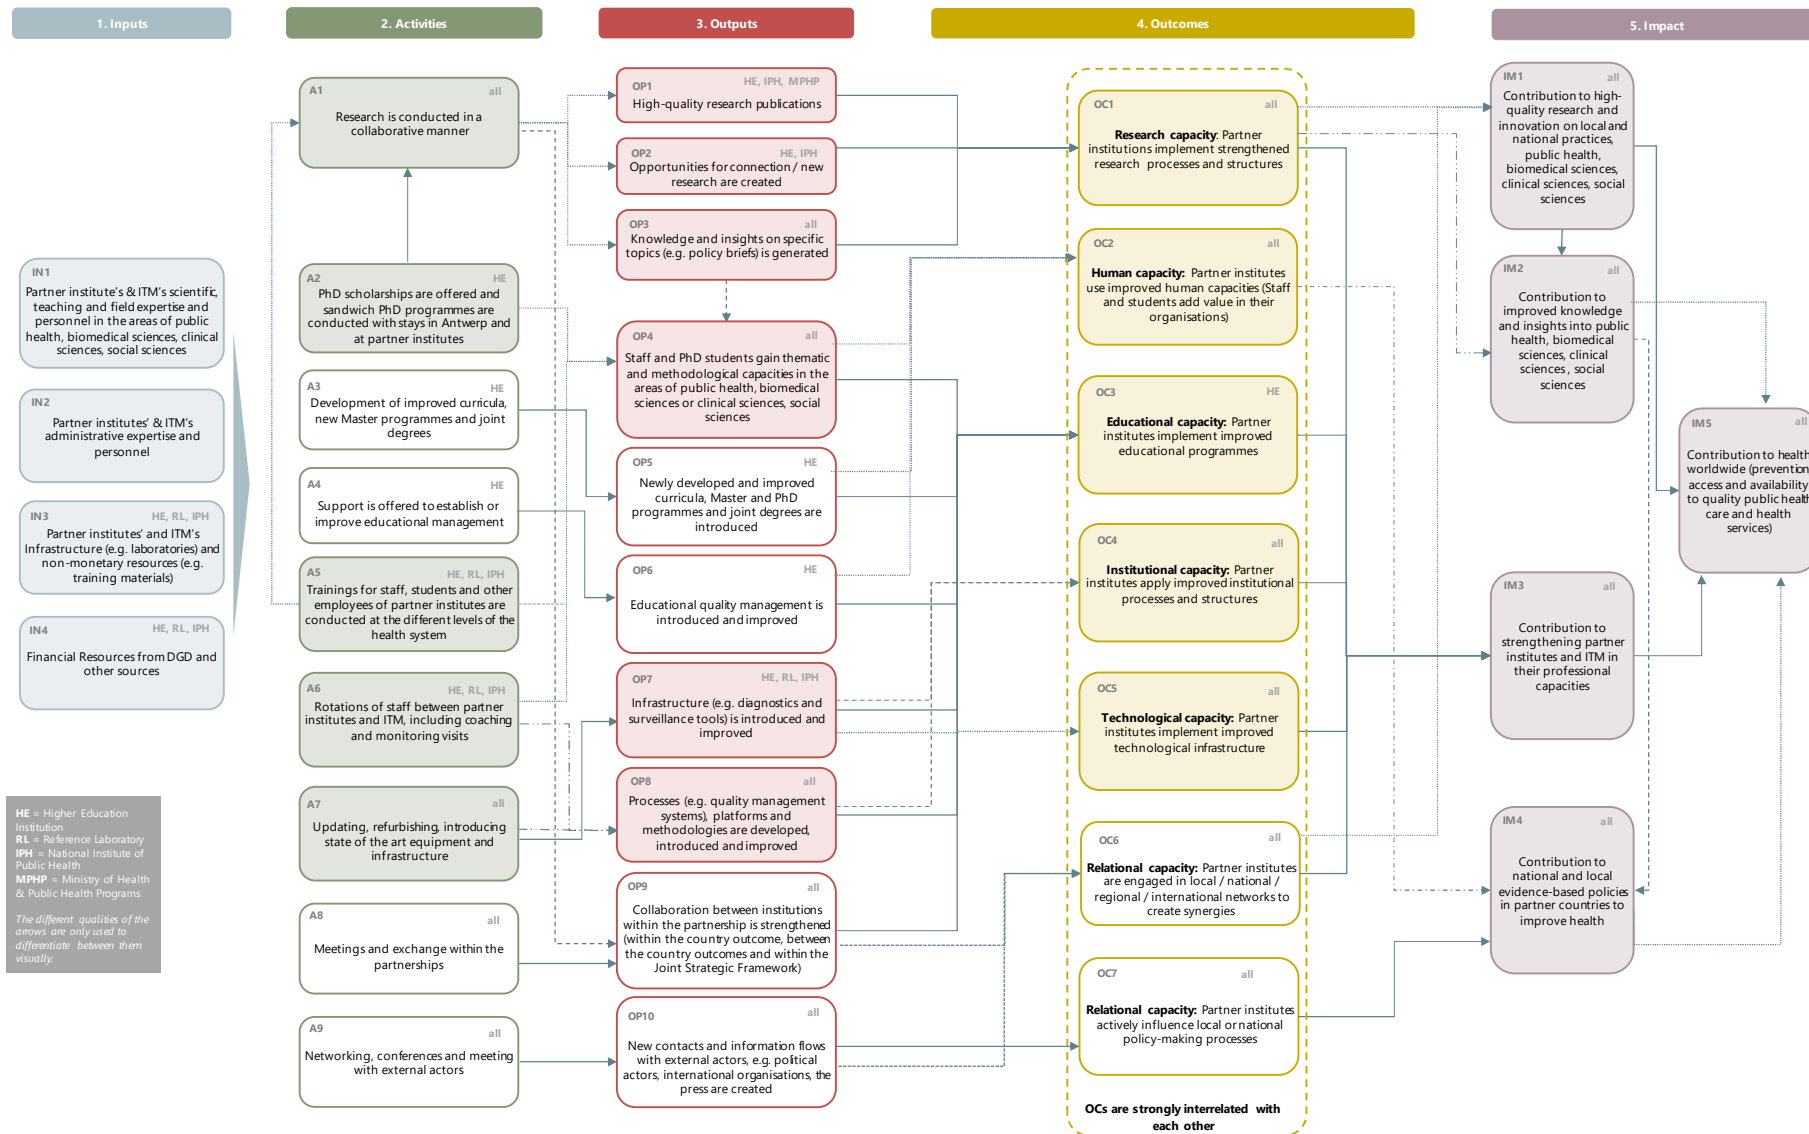 1. Inputs
2. Activities
3. Outputs
4. Outcomes
5. Impact
IN1
Partner institute's & ITM's scientific,
teaching and field expertise and
personnel in the areas of public
health, biomedical sciences, clinical
sciences, social sciences
IN2
Partner institutes' & ITM's
administrative expertise and
personnel
IN3
HE, RL, IPH
Partner institutes' and ITM's
Infrastructure (e.g. laboratories) and
non-monetary resources (e.g.
training materials)
IN4
HE, RL, IPH
Financial Resources from DGD and
other sources
HE = Higher Education
Institution
RL = Reference Laboratory
IPH = National Institute of
Public Health
MPHP = Ministry of Health
& Public Health Programs
The different qualities of the
arrows are only used to
differentiate between them
visually.
A1
all
Research is conducted in a
collaborative manner
A2
HE
PhD scholarships are offered and
sandwich PhD programmes are
conducted with stays in Antwerp and
at partner institutes
A3
HE
Development of improved curricula,
new Master programmes and joint
degrees
A4
HE
Support is offered to establish or
improve educational management
A5
HE, RL, IPH
Trainings for staff, students and other
employees of partner institutes are
conducted at the different levels of the
health system
A6
HE, RL, IPH
Rotations of staff between partner
institutes and ITM, including coaching
and monitoring visits
A7
all
Updating, refurbishing, introducing
state of the art equipment and
infrastructure
A8
all
Meetings and exchange within the
partnerships
A9
all
Networking, conferences and meeting
with external actors
OP1
HE, IPH, MPHP
High-quality research publications
OP2
HE, IPH
Opportunities for connection / new
research are created
OP3
all
Knowledge and insights on specific
topics (e.g. policy briefs) is generated
OP4
all
Staff and PhD students gain thematic
and methodological capacities in the
areas of public health, biomedical
sciences or clinical sciences, social
sciences
OP5
HE
Newly developed and improved
curricula, Master and PhD
programmes and joint degrees are
introduced
OP6
HE
Educational quality management is
introduced and improved
OP7
HE, RL, IPH
Infrastructure (e.g. diagnostics and
surveillance tools) is introduced and
improved
OP8
all
Processes (e.g. quality management
systems), platforms and
methodologies are developed,
introduced and improved
OP9
all
Collaboration between institutions
within the partnership is strengthened
(within the country outcome, between
the country outcomes and within the
Joint Strategic Framework)
OP10
all
New contacts and information flows
with external actors, e.g. political
actors, international organisations, the
press are created
OC1
all
Research capacity: Partner
institutions implement strengthened
research processes and structures
OC2
all
Human capacity: Partner institutes
use improved human capacities (Staff
and students add value in their
organisations)
OC3
HE
Educational capacity: Partner
institutes implement improved
educational programmes
OC4
all
Institutional capacity: Partner
institutes apply improved institutional
processes and structures
OC5
all
Technological capacity: Partner
institutes implement improved
technological infrastructure
OC6
all
Relational capacity: Partner institutes
are engaged in local / national /
regional / international networks to
create synergies
OC7
all
Relational capacity: Partner institutes
actively influence local or national
policy-making processes
OCs are strongly interrelated with
each other
IM1
all
Contribution to high-
quality research and
innovation on local and
national practices,
public health,
biomedical sciences,
clinical sciences, social
sciences
IM2
all
Contribution to
improved knowledge
and insights into public
health, biomedical
sciences, clinical
sciences , social
sciences
IM3
all
Contribution to
strengthening partner
institutes and ITM in
their professional
capacities
IM4
all
Contribution to
national and local
evidence-based policies
in partner countries to
improve health
IM5
all
Contribution to health
worldwide (prevention,
access and availability
to quality public health
care and health
services)